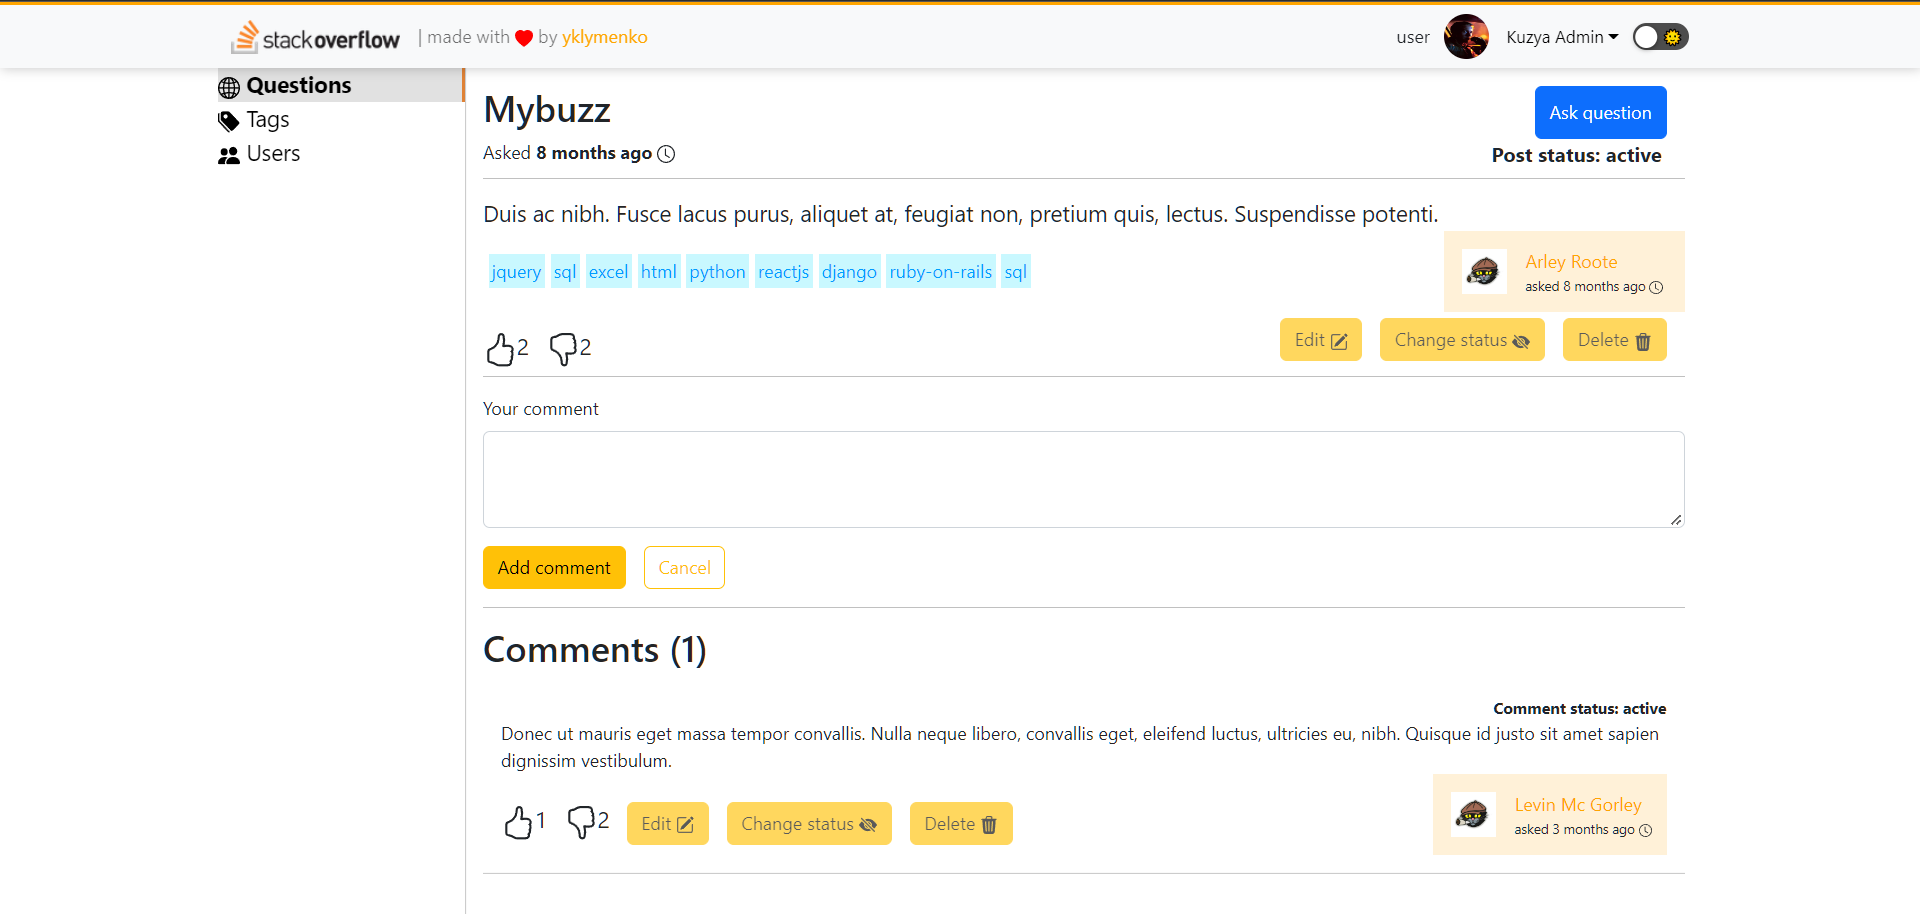 stack overflow | made with by yklymenko
user Kuzya Admin
Questions
Tags
Users
Mybuzz
Ask question
Asked 8 months ago
Post status: active
Duis ac nibh. Fusce lacus purus, aliquet at, feugiat non, pretium quis, lectus. Suspendisse potenti.
jquery sql excel html python reactjs django ruby-on-rails sql
Arley Roote
asked 8 months ago
2 2
Edit Change status Delete
Your comment
Add comment Cancel
Comments (1)
Comment status: active
Donec ut mauris eget massa tempor convallis. Nulla neque libero, convallis eget, eleifend luctus, ultricies eu, nibh. Quisque id justo sit amet sapien
dignissim vestibulum.
1 2 Edit Change status Delete
Levin Mc Gorley
asked 3 months ago